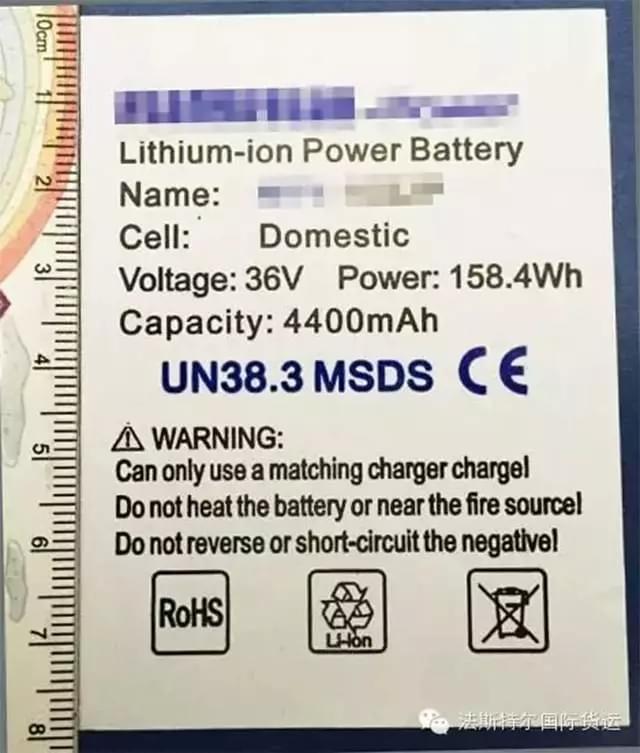 0cm
1
2
3
4
5
6
7
8
Lithium-ion Power Battery
Name:
Cell: Domestic
Voltage: 36V Power: 158.4Wh
Capacity: 4400mAh
UN38.3 MSDS CE
WARNING:
Can only use a matching charger chargel
Do not heat the battery or near the fire sourcel
Do not reverse or short-circuit the negativel
RoHS
Li-Ion
法斯特尔国际货运